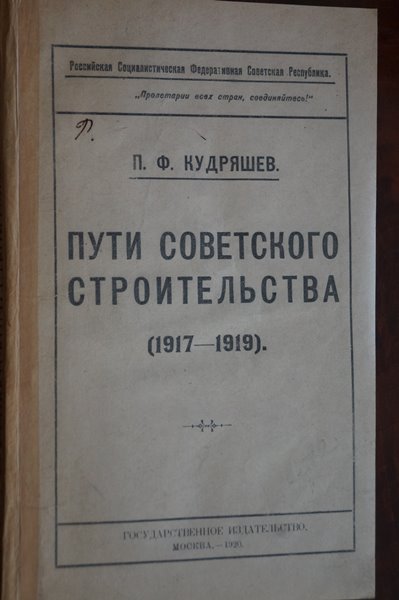 Российская Социалистическая Федеративная Советская Республика.
„Пролетарии всех стран, соединяйтесь!“
П. Ф. КУДРЯШЕВ.
ПУТИ СОВЕТСКОГО
СТРОИТЕЛЬСТВА
(1917—1919).
ГОСУДАРСТВЕННОЕ ИЗДАТЕЛЬСТВО.
МОСКВА.—1920.